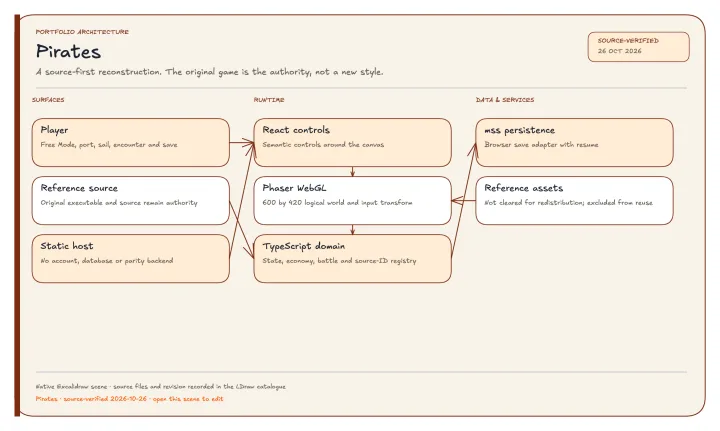 PORTFOLIO ARCHITECTURE
Pirates
A source-first reconstruction. The original game is the authority, not a new style.
SOURCE-VERIFIED
26 OCT 2026
SURFACES
RUNTIME
DATA & SERVICES
Player
Free Mode, port, sail, encounter and save
React controls
Semantic controls around the canvas
mss persistence
Browser save adapter with resume
Reference source
Original executable and source remain authority
Phaser WebGL
600 by 420 logical world and input transform
Reference assets
Not cleared for redistribution; excluded from reuse
Static host
No account, database or parity backend
TypeScript domain
State, economy, battle and source-ID registry
Native Excalidraw scene · source files and revision recorded in the LDraw catalogue
Pirates · source-verified 2026-10-26 · open this scene to edit